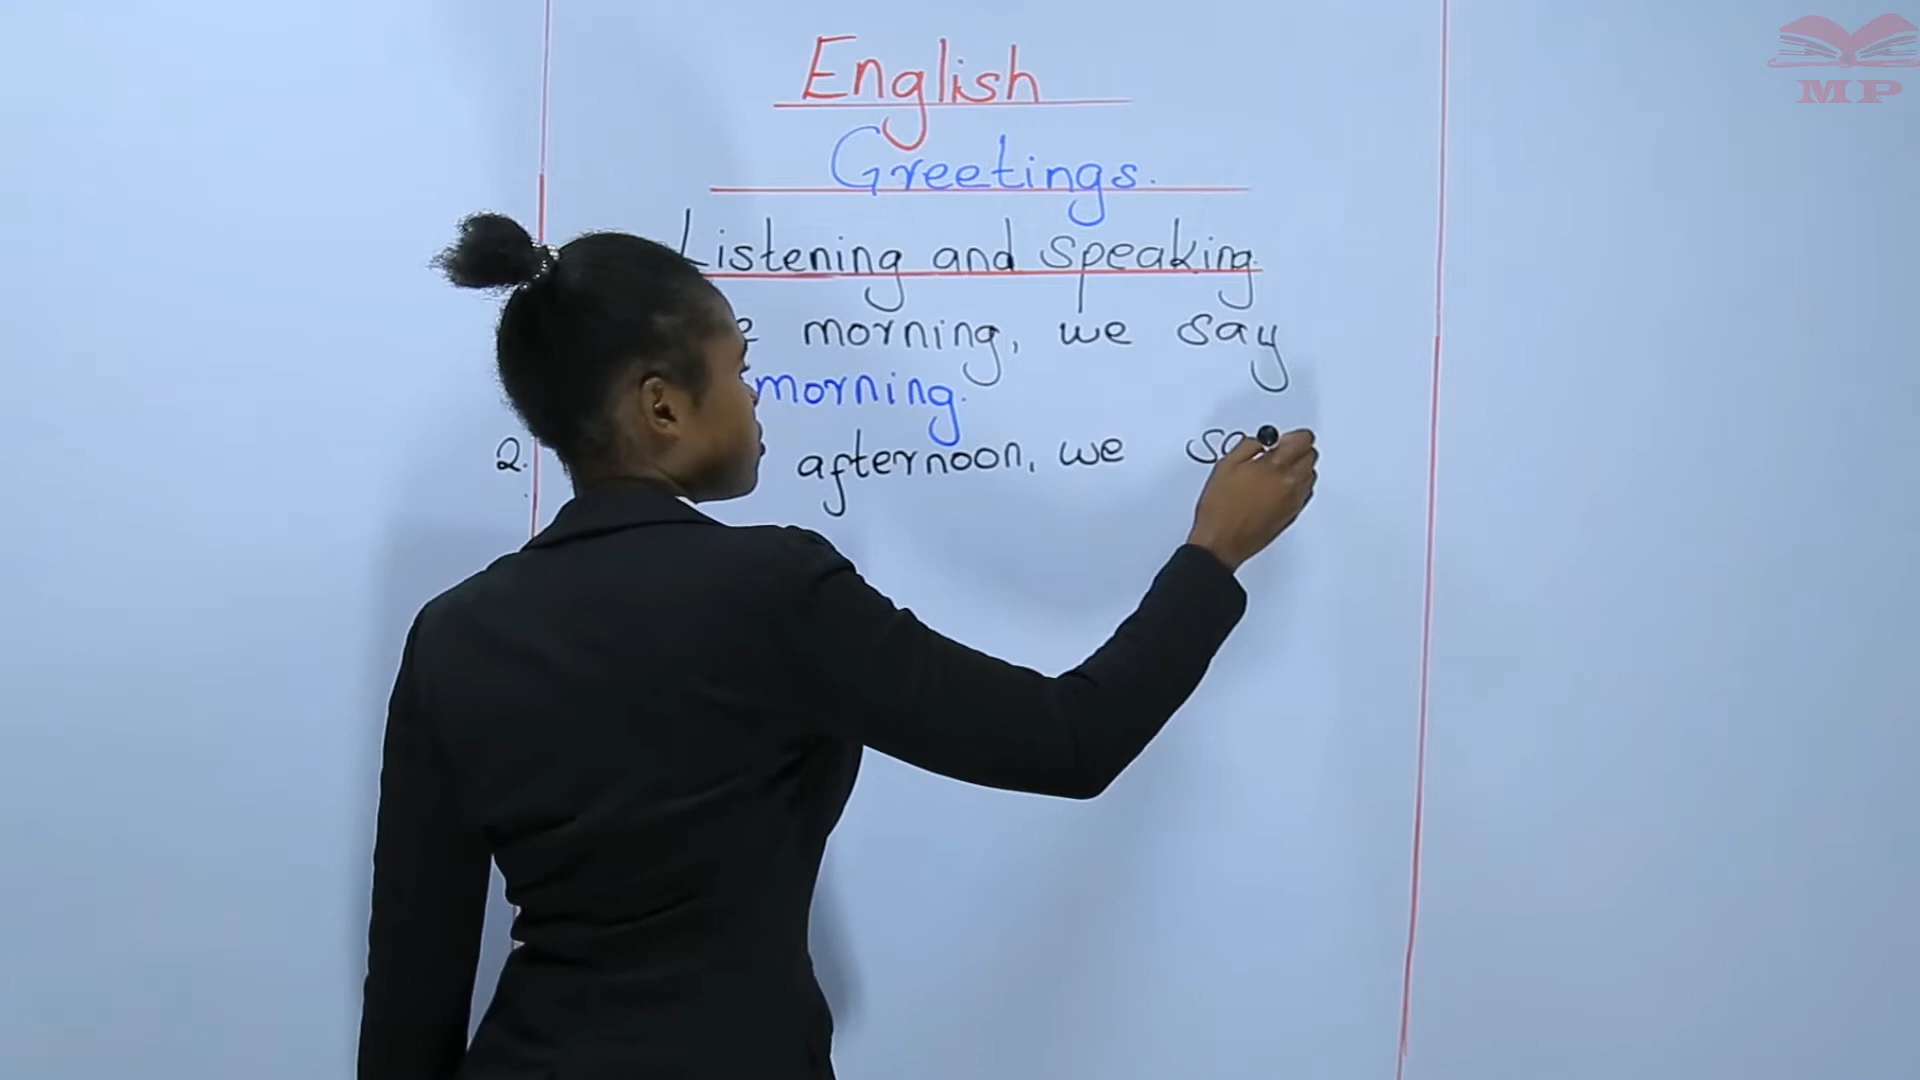 English
Greetings.
Listening and speaking.
morning, we say
morning.
2. afternoon, we
MP